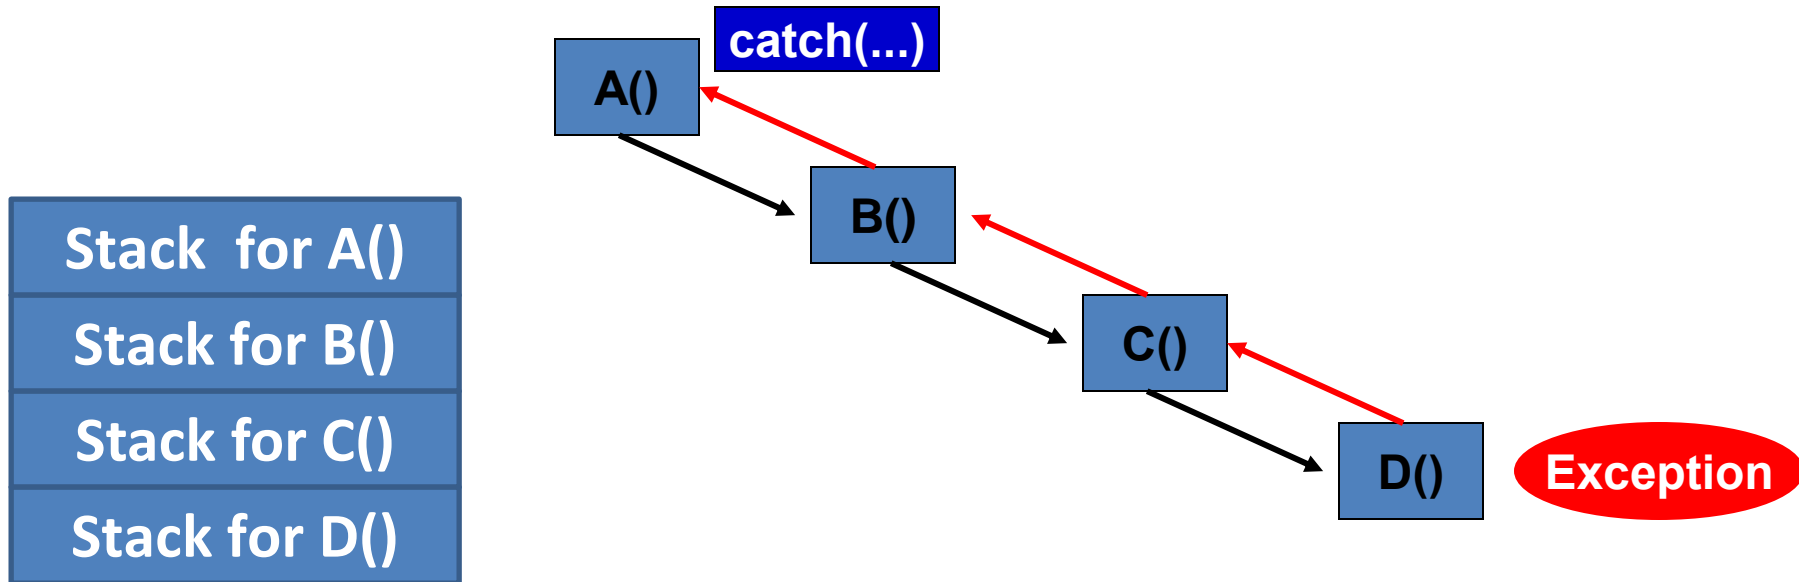 catch(...)
A()
B()
C()
D()
Exception
Stack for A()
Stack for B()
Stack for C()
Stack for D()